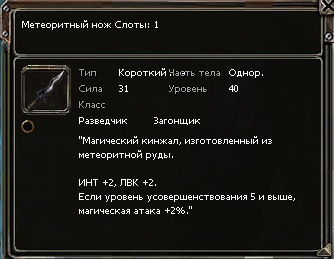 Метеоритный нож Слоты: 1
Тип Короткий Часть тела Однор.
Сила 31 Уровень 40
Класс
Разведчик Загонщик
"Магический кинжал, изготовленный из
метеоритной руды.
ИНТ +2, ЛВК +2.
Если уровень усовершенствования 5 и выше,
магическая атака +2%."